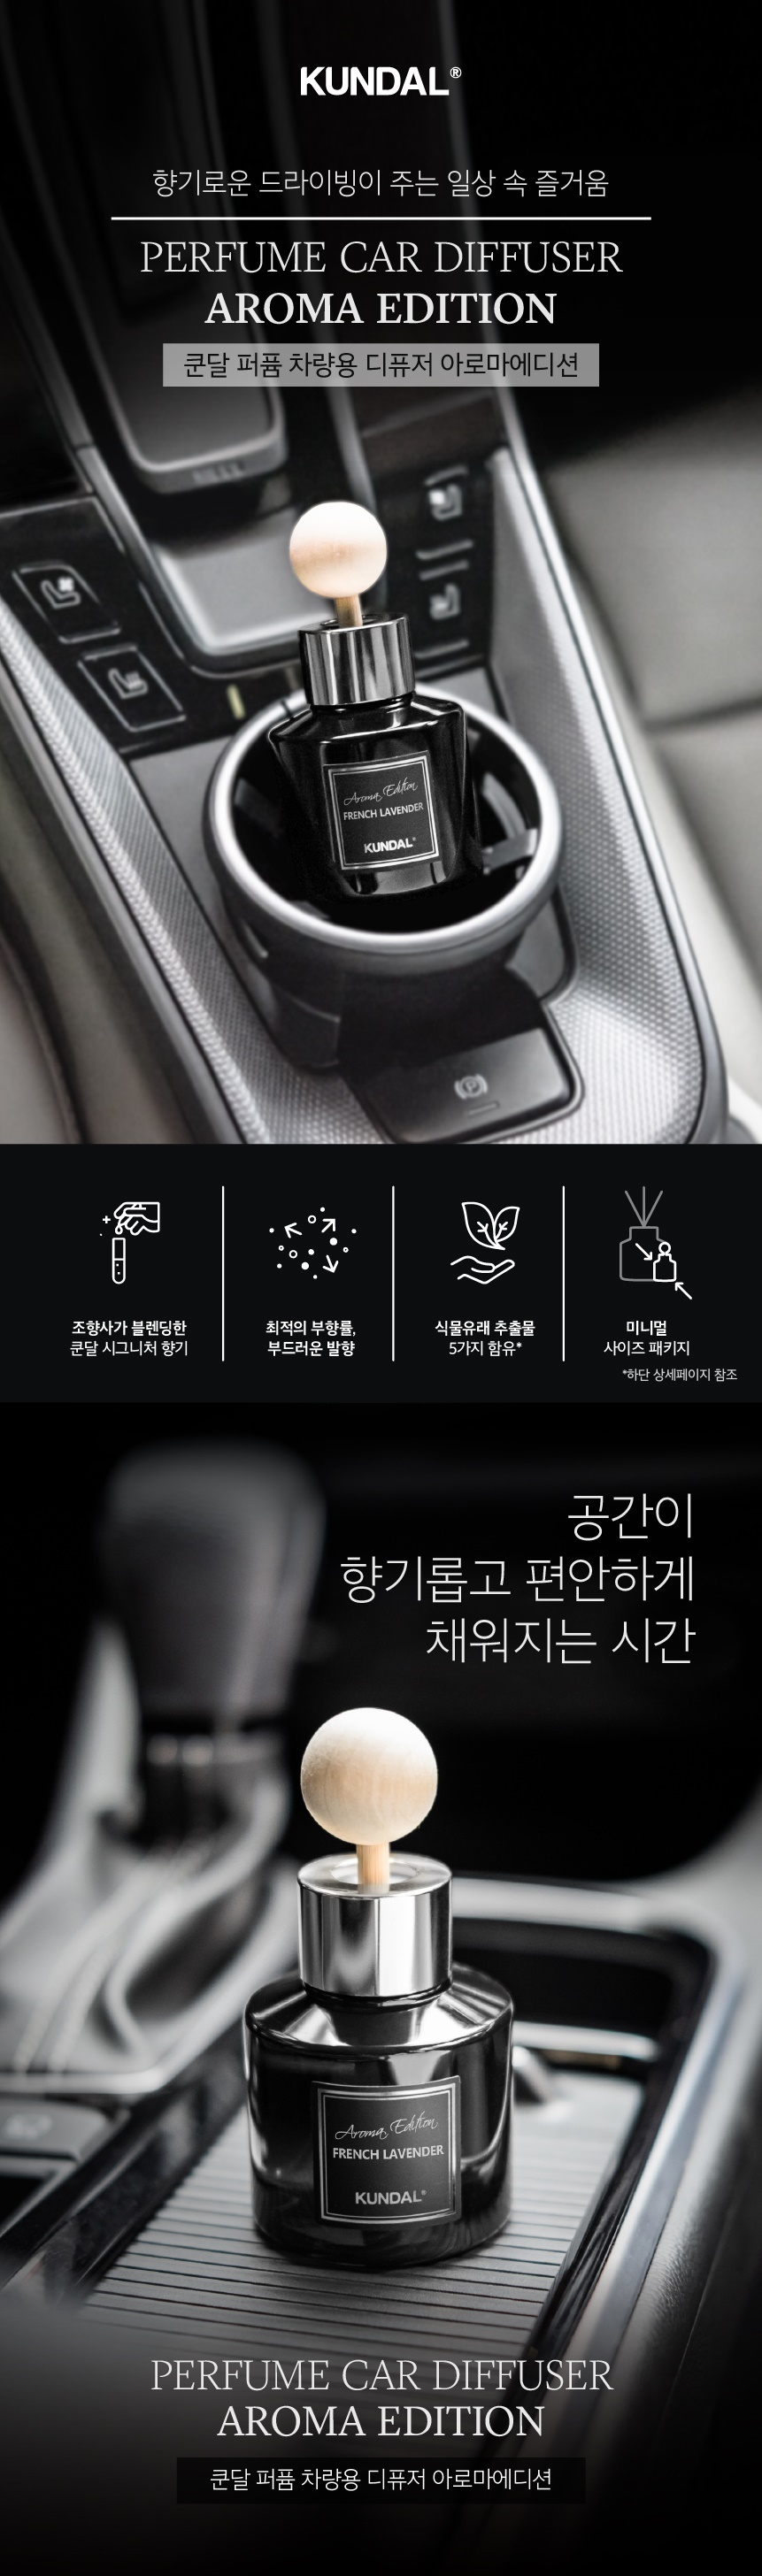 KUNDAL®
향기로운 드라이빙이 주는 일상 속 즐거움
PERFUME CAR DIFFUSER
AROMA EDITION
쿤달 퍼퓸 차량용 디퓨저 아로마에디션
Aroma Edition
FRENCH LAVENDER
KUNDAL®
조향사가 블렌딩한
쿤달 시그니처 향기
최적의 부향률,
부드러운 발향
식물유래 추출물
5가지 함유*
미니멀
사이즈 패키지
*하단 상세페이지 참조
공간이
향기롭고 편안하게
채워지는 시간
Aroma Edition
FRENCH LAVENDER
KUNDAL®
PERFUME CAR DIFFUSER
AROMA EDITION
쿤달 퍼퓸 차량용 디퓨저 아로마에디션